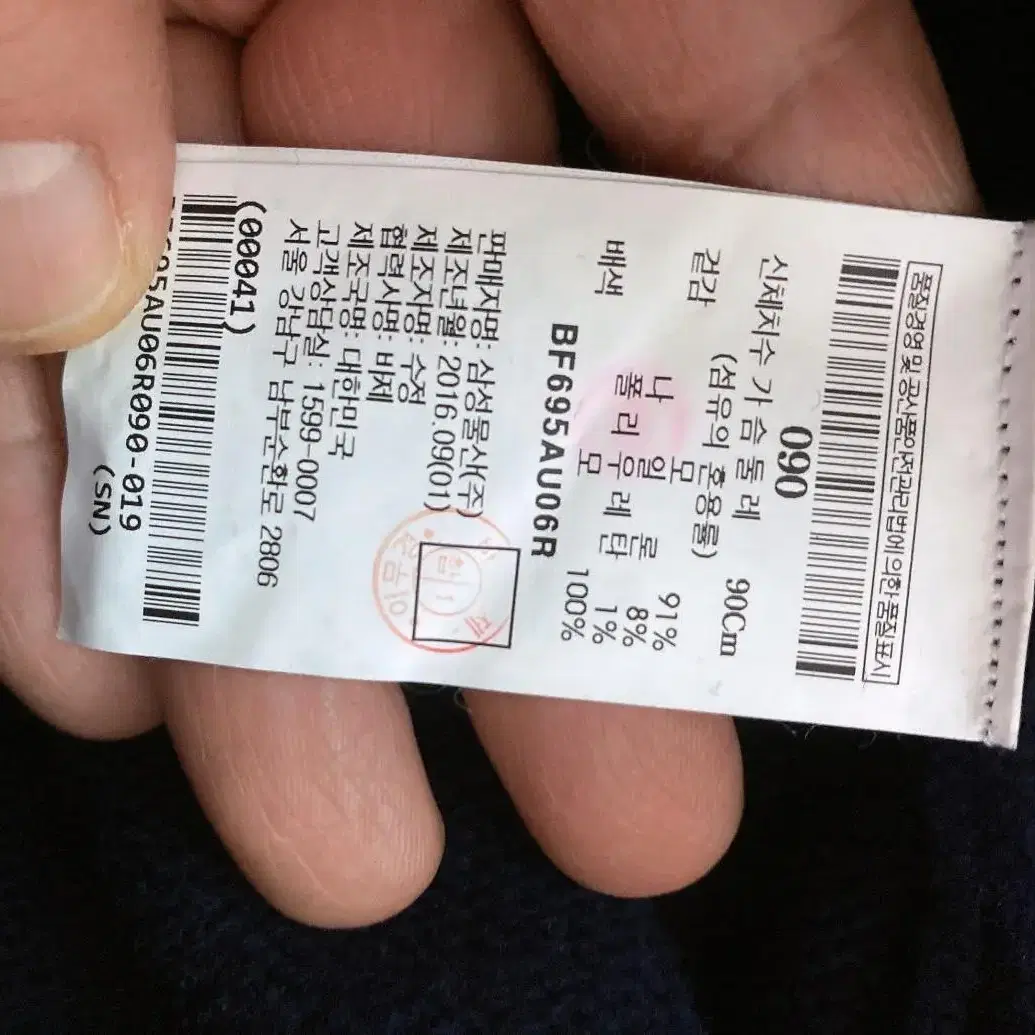 품질경영 및 공산품안전관리법에 의한 품질표시
090
신체치수 가슴둘레 90Cm
(섬유의 혼용율)
겉감 모 91%
나일론 8%
폴리우레탄 1%
배색 모 100%
BF695AU06R
판매자명: 삼성물산(주)
제조년월: 2016.09(01)
제조자명: 수정
협력사명: 비제
제조국명: 대한민국
고객상담실: 1599-0007
서울 강남구 남부순환로 2806
(00041)
695AU06R090-019
(SN)